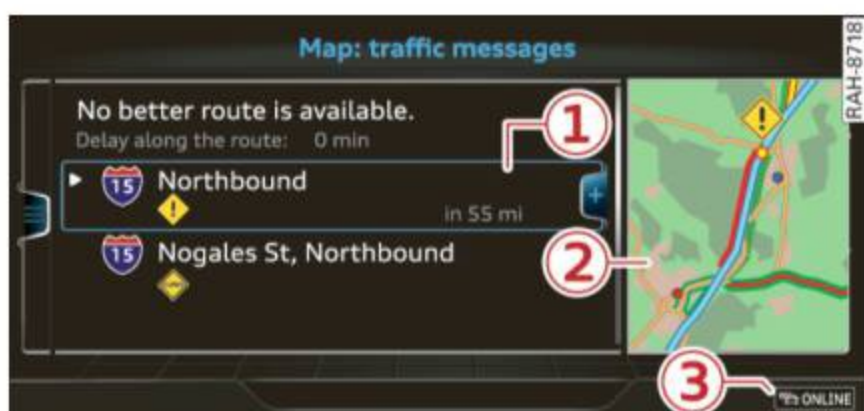 Map: traffic messages
RAH-8718
No better route is available.
Delay along the route: 0 min
15 Northbound
in 55 mi
15 Nogales St, Northbound
1
2
3
ONLINE